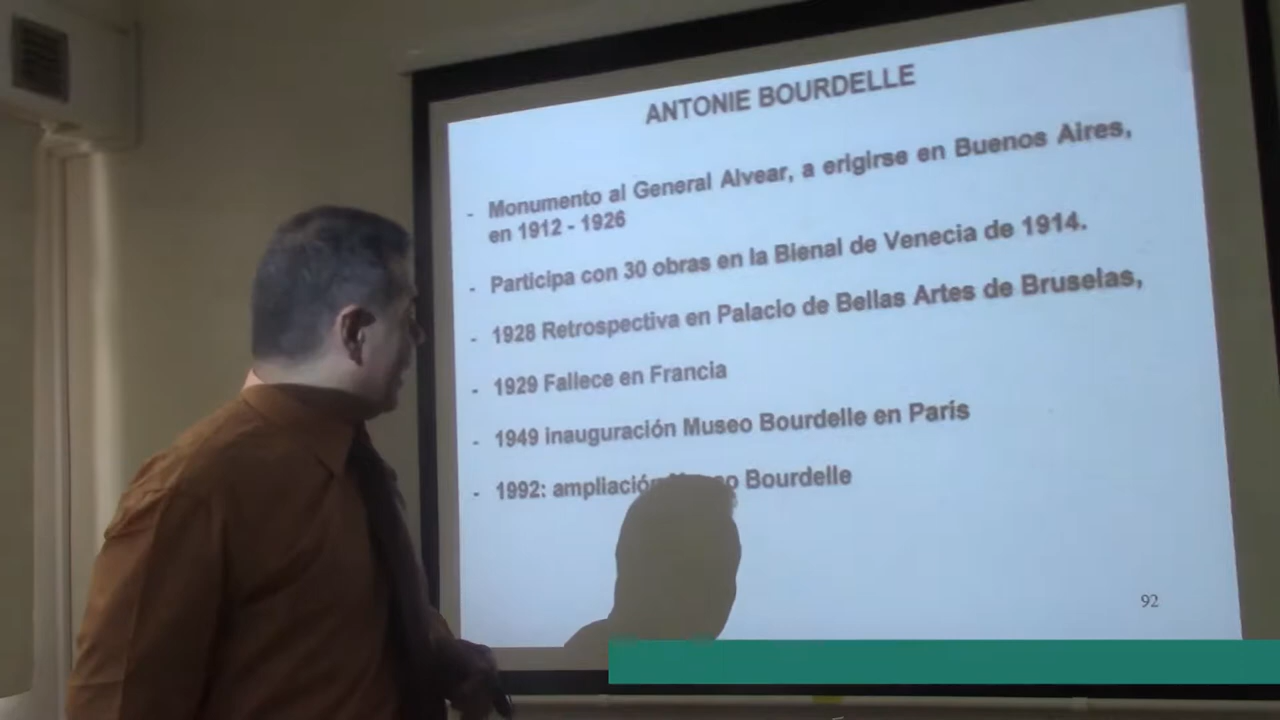 ANTONIE BOURDELLE
- Monumento al General Alvear, a erigirse en Buenos Aires,
en 1912 - 1926
- Participa con 30 obras en la Bienal de Venecia de 1914.
- 1928 Retrospectiva en Palacio de Bellas Artes de Bruselas,
- 1929 Fallece en Francia
- 1949 inauguración Museo Bourdelle en París
- 1992: ampliación Bourdelle
92